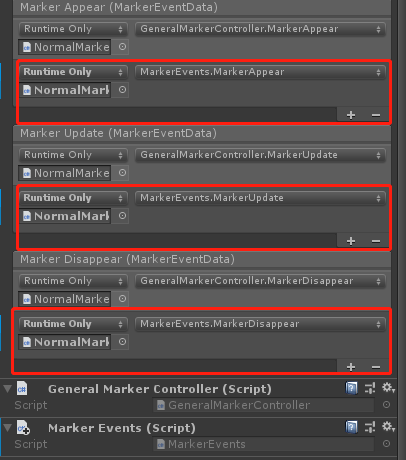 Marker Appear (MarkerEventData)
Runtime Only GeneralMarkerController.MarkerAppear
NormalMarke
Runtime Only MarkerEvents.MarkerAppear
NormalMark
Marker Update (MarkerEventData)
Runtime Only GeneralMarkerController.MarkerUpdate
NormalMarke
Runtime Only MarkerEvents.MarkerUpdate
NormalMark
Marker Disappear (MarkerEventData)
Runtime Only GeneralMarkerController.MarkerDisappear
NormalMarke
Runtime Only MarkerEvents.MarkerDisappear
NormalMark
General Marker Controller (Script)
Script GeneralMarkerController
Marker Events (Script)
Script MarkerEvents